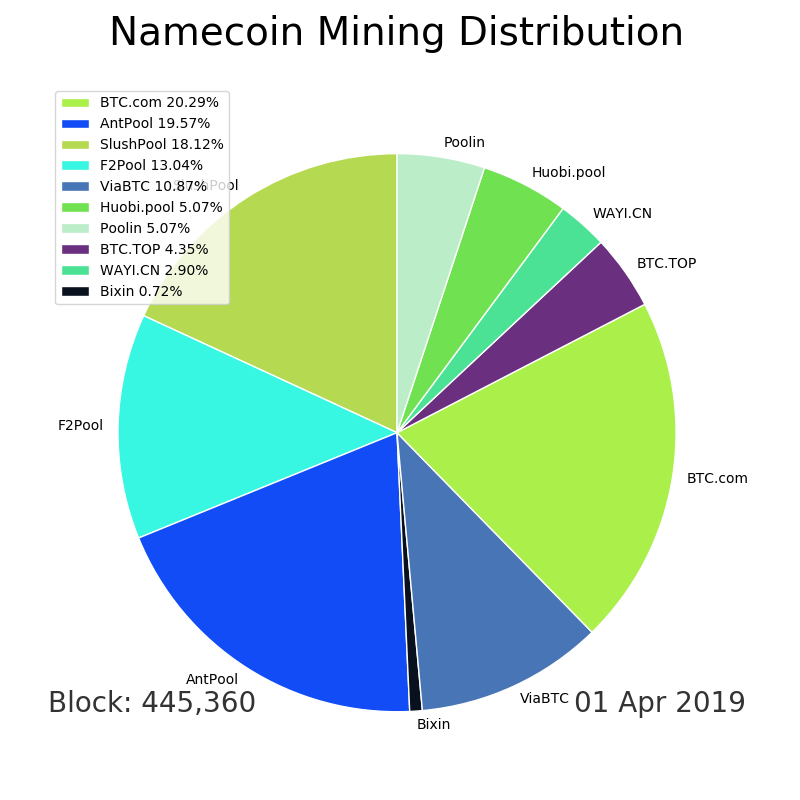 Namecoin Mining Distribution
BTC.com 20.29%
AntPool 19.57%
SlushPool 18.12%
F2Pool 13.04%
ViaBTC 10.87%
Huobi.pool 5.07%
Poolin 5.07%
BTC.TOP 4.35%
WAYI.CN 2.90%
Bixin 0.72%
Poolin
Huobi.pool
SlushPool
WAYI.CN
BTC.TOP
F2Pool
BTC.com
AntPool
ViaBTC
Bixin
Block: 445,360
01 Apr 2019